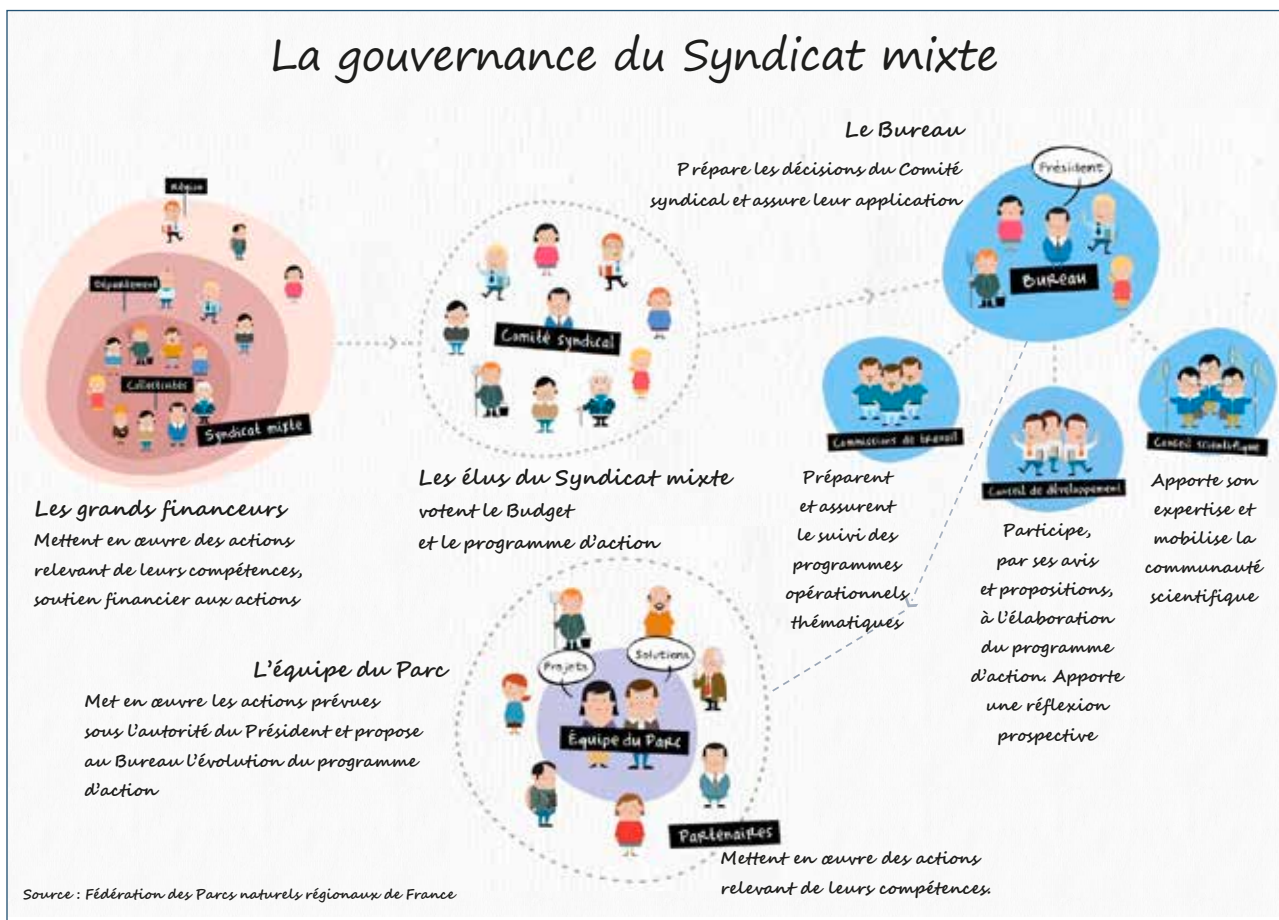 La gouvernance du Syndicat mixte
Région
Département
Collectivités
Syndicat mixte
Les grands financeurs
Mettent en œuvre des actions
relevant de leurs compétences,
soutien financier aux actions
Comité syndical
Les élus du Syndicat mixte
votent le Budget
et le programme d'action
Le Bureau
Prépare les décisions du Comité
syndical et assure leur application
Président
Bureau
Commissions de travail
Préparent
et assurent
le suivi des
programmes
opérationnels
thématiques
Conseil de développement
Participe,
par ses avis
et propositions,
à l'élaboration
du programme
d'action. Apporte
une réflexion
prospective
Conseil scientifique
Apporte son
expertise et
mobilise la
communauté
scientifique
L'équipe du Parc
Met en œuvre les actions prévues
sous l'autorité du Président et propose
au Bureau l'évolution du programme
d'action
Projets
Solutions
Équipe du Parc
Partenaires
Mettent en œuvre des actions
relevant de leurs compétences.
Source : Fédération des Parcs naturels régionaux de France